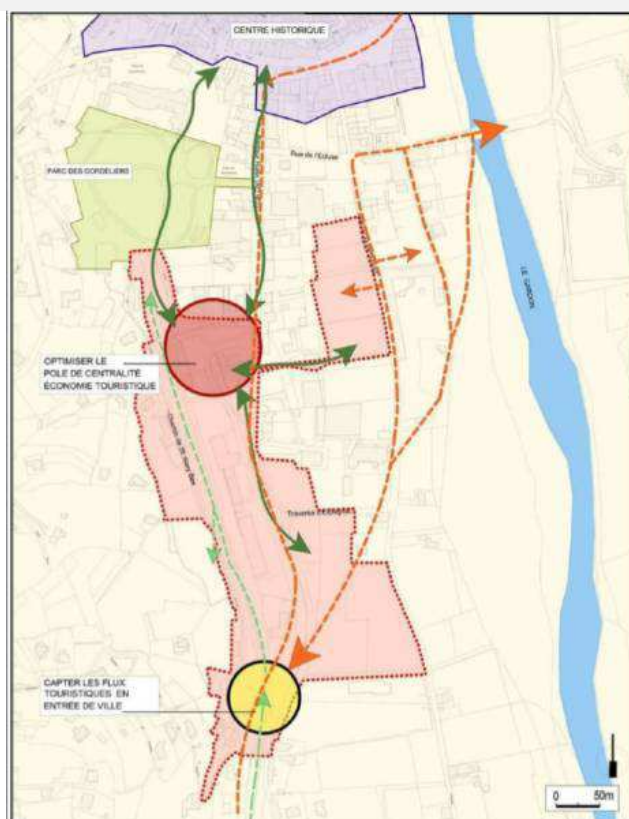 CENTRE HISTORIQUE
Rue de l'Ecluse
PARC DES CORDELIERS
LE GARDON
OPTIMISER LE
POLE DE CENTRALITÉ
ÉCONOMIE TOURISTIQUE
CAPTER LES FLUX
TOURISTIQUES EN
ENTRÉE DE VILLE
0 50m